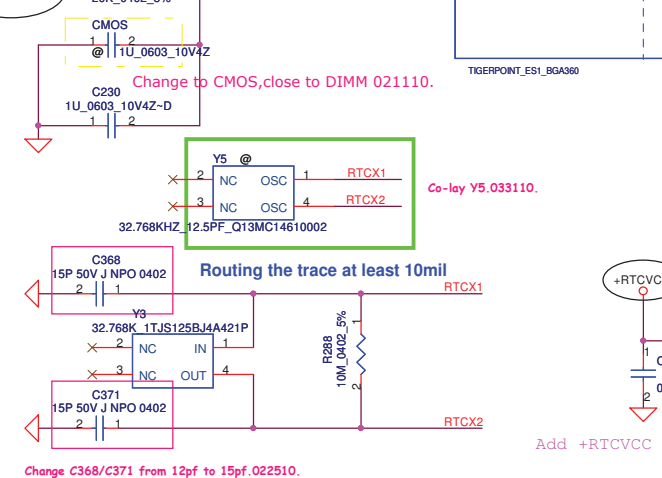 CMOS
1 2
@ 1U_0603_10V4Z
Change to CMOS,close to DIMM 021110.
TIGERPOINT_ES1_BGA360
C230
1U_0603_10V4Z~D
1 2
Y5 @
2 NC OSC 1 RTCX1
3 NC OSC 4 RTCX2
32.768KHZ_12.5PF_Q13MC14610002
Co-lay Y5.033110.
C368
15P 50V J NPO 0402
2 1
Routing the trace at least 10mil
RTCX1
+RTCVC
Y3
32.768K_1TJS125BJ4A421P
2 NC IN 1
3 NC OUT 4
R288
10M_0402_5%
1
2
1
2
C371
15P 50V J NPO 0402
2 1
RTCX2
Add +RTCVCC
Change C368/C371 from 12pf to 15pf.022510.